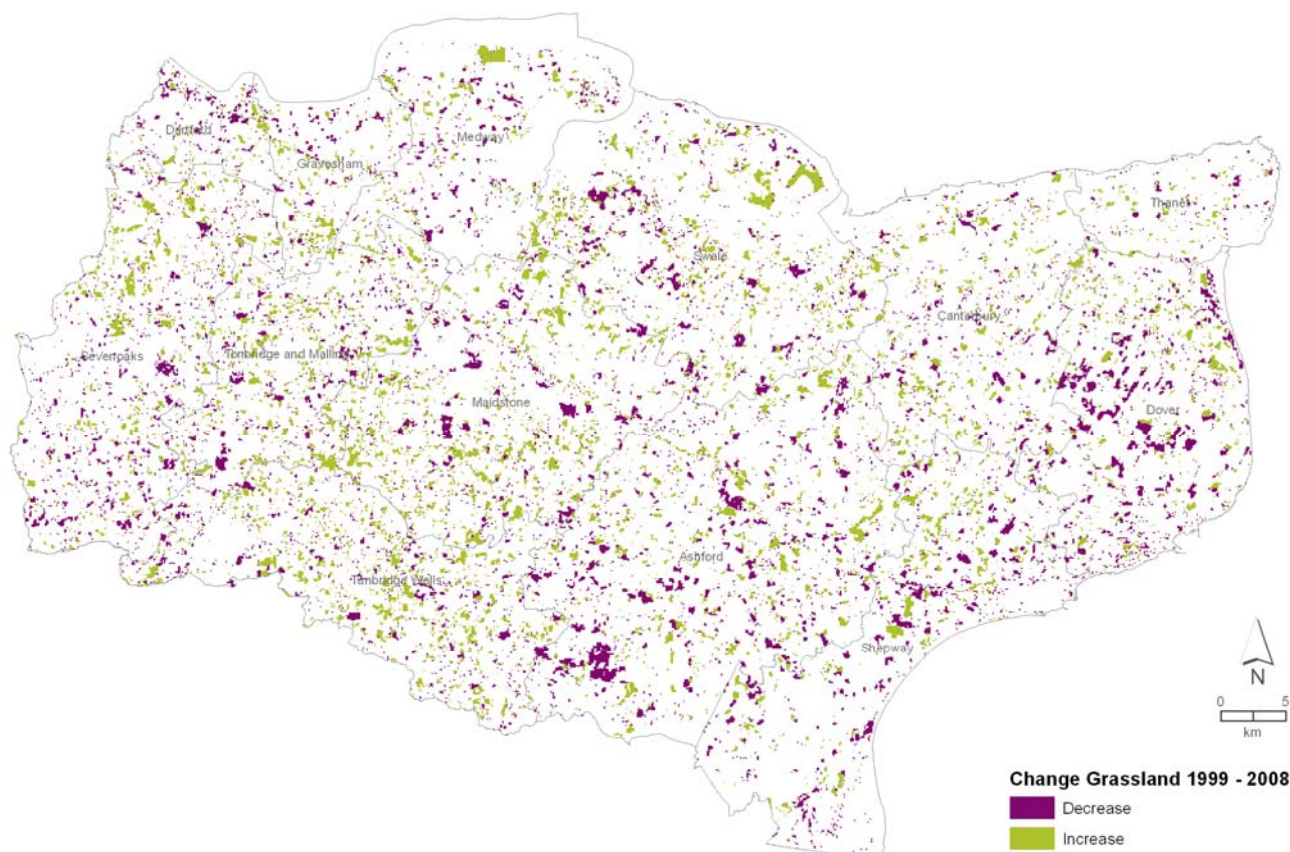 Dartford
Gravesham
Medway
Thanet
Swale
Canterbury
Sevenoaks
Tonbridge and Malling
Maidstone
Dover
Ashford
Tunbridge Wells
Shepway
N
0 5
km
Change Grassland 1999 - 2008
Decrease
Increase